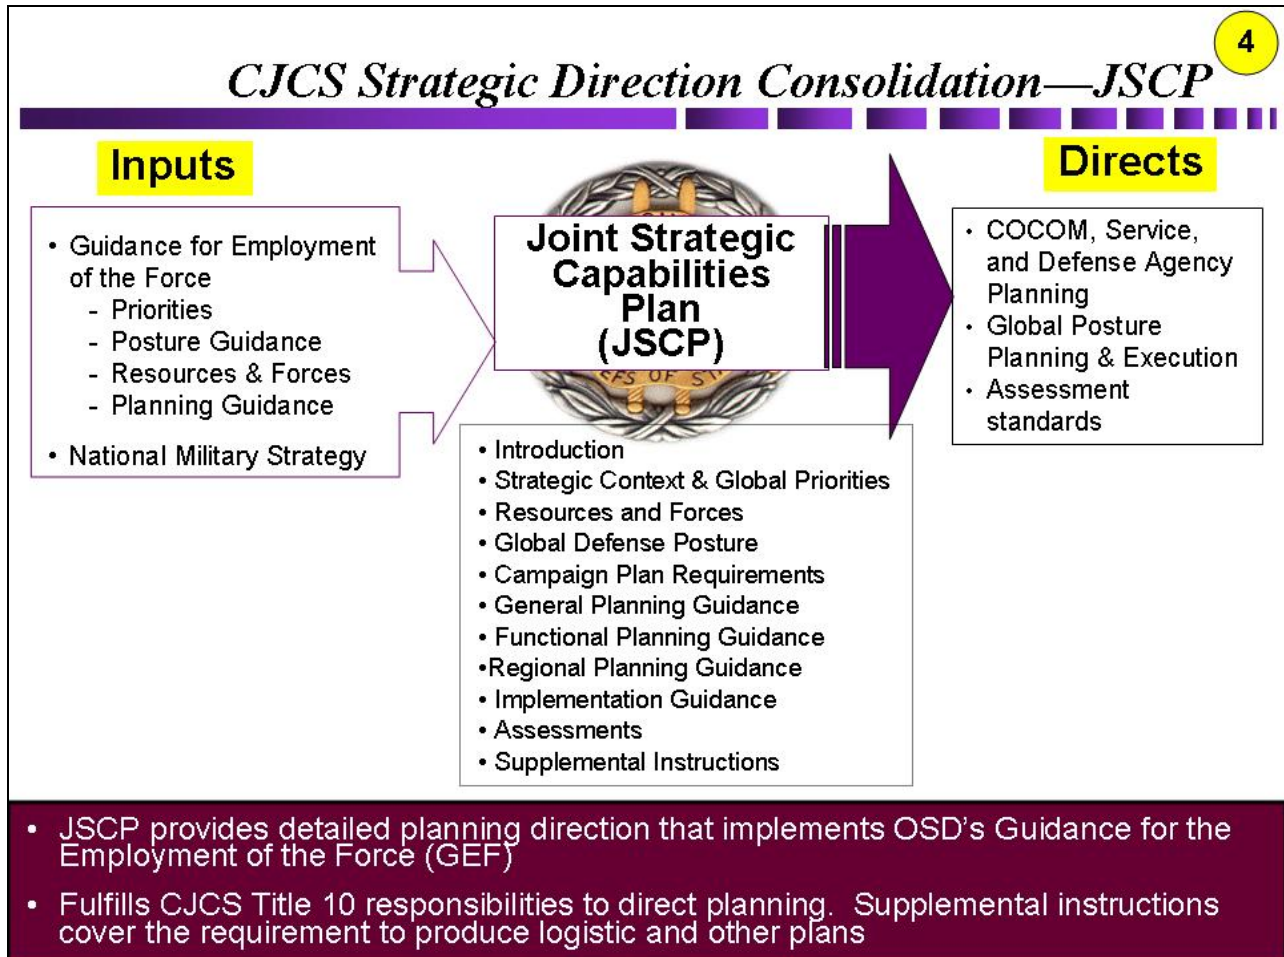 4
CJCS Strategic Direction Consolidation—JSCP
Inputs
• Guidance for Employment
of the Force
- Priorities
- Posture Guidance
- Resources & Forces
- Planning Guidance
• National Military Strategy
Joint Strategic
Capabilities
Plan
(JSCP)
• Introduction
• Strategic Context & Global Priorities
• Resources and Forces
• Global Defense Posture
• Campaign Plan Requirements
• General Planning Guidance
• Functional Planning Guidance
•Regional Planning Guidance
• Implementation Guidance
• Assessments
• Supplemental Instructions
Directs
• COCOM, Service,
and Defense Agency
Planning
• Global Posture
Planning & Execution
• Assessment
standards
• JSCP provides detailed planning direction that implements OSD's Guidance for the
Employment of the Force (GEF)
• Fulfills CJCS Title 10 responsibilities to direct planning.  Supplemental instructions
cover the requirement to produce logistic and other plans